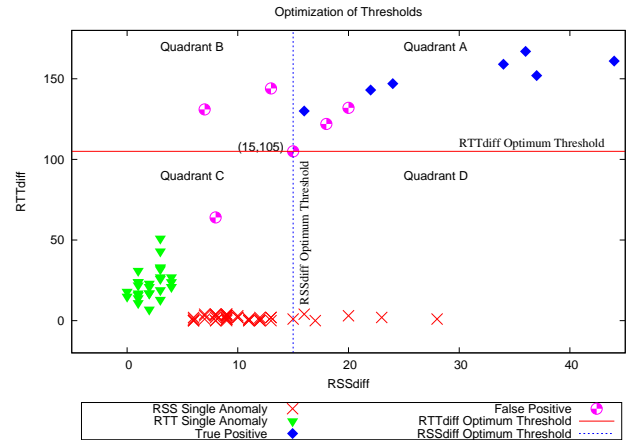 Optimization of Thresholds
Quadrant B
Quadrant A
150
100
50
0
RTTdiff
(15,105)
RTTdiff Optimum Threshold
Quadrant C
Quadrant D
RSSdiff Optimum Threshold
0
10
20
30
40
RSSdiff
RSS Single Anomaly
RTT Single Anomaly
True Positive
False Positive
RTTdiff Optimum Threshold
RSSdiff Optimum Threshold